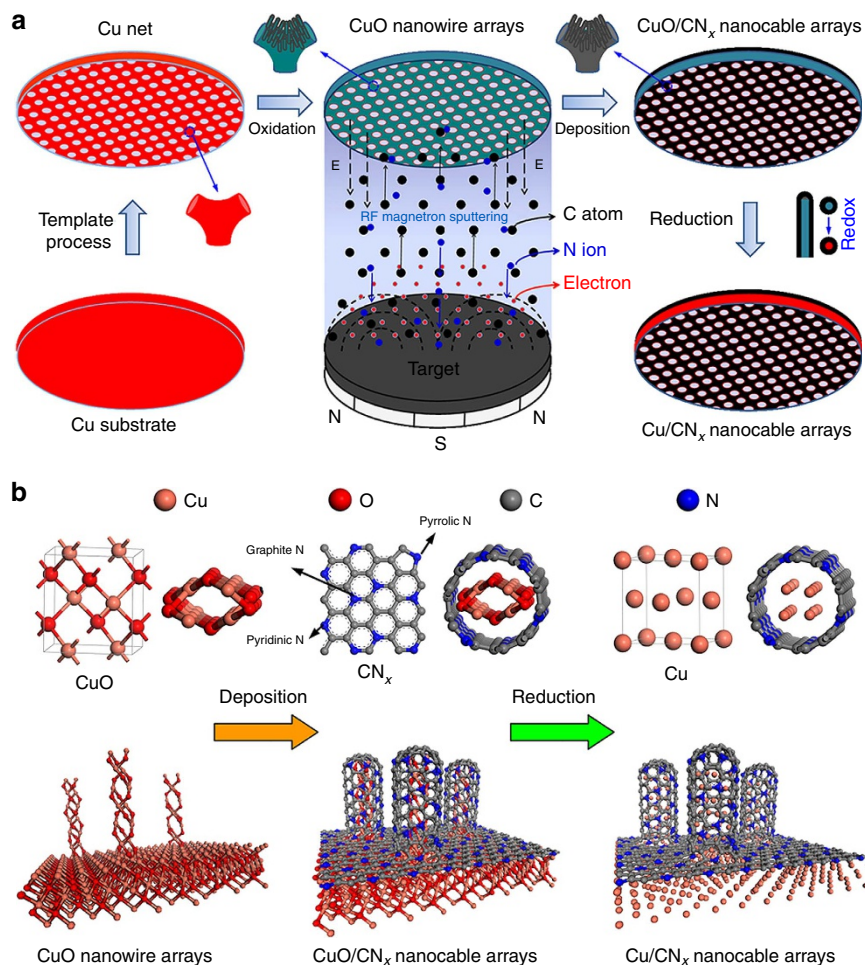 a
Cu net
CuO nanowire arrays
CuO/CNx nanocable arrays
Oxidation
Deposition
E
E
RF magnetron sputtering
C atom
N ion
Electron
Template
process
Reduction
Redox
Target
N
N
S
Cu substrate
Cu/CNx nanocable arrays
b
Cu
O
C
N
Graphite N
Pyrrolic N
Pyridinic N
CuO
CNx
Cu
Deposition
Reduction
CuO nanowire arrays
CuO/CNx nanocable arrays
Cu/CNx nanocable arrays